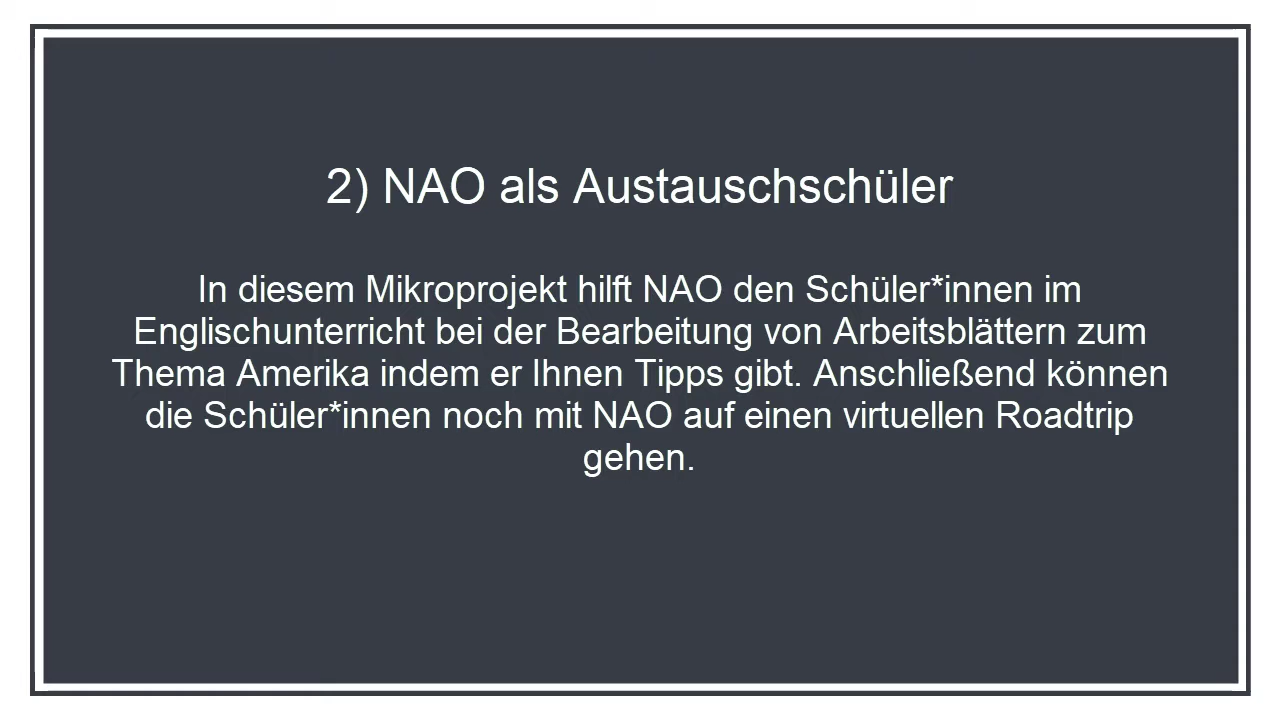 2) NAO als Austauschschüler
In diesem Mikroprojekt hilft NAO den Schüler*innen im
Englischunterricht bei der Bearbeitung von Arbeitsblättern zum
Thema Amerika indem er Ihnen Tipps gibt. Anschließend können
die Schüler*innen noch mit NAO auf einen virtuellen Roadtrip
gehen.